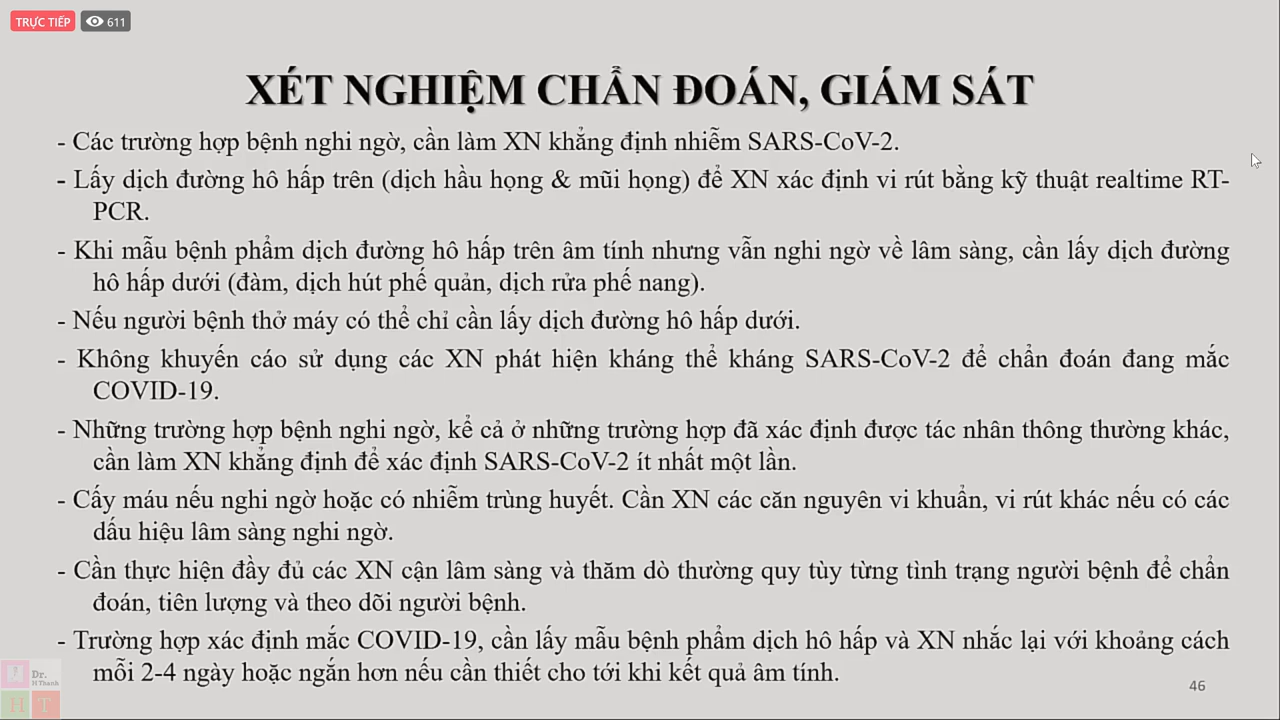 TRỰC TIẾP 611
XÉT NGHIỆM CHẨN ĐOÁN, GIÁM SÁT
- Các trường hợp bệnh nghi ngờ, cần làm XN khẳng định nhiễm SARS-CoV-2.
- Lấy dịch đường hô hấp trên (dịch hầu họng & mũi họng) để XN xác định vi rút bằng kỹ thuật realtime RT-
PCR.
- Khi mẫu bệnh phẩm dịch đường hô hấp trên âm tính nhưng vẫn nghi ngờ về lâm sàng, cần lấy dịch đường
hô hấp dưới (đàm, dịch hút phế quản, dịch rửa phế nang).
- Nếu người bệnh thở máy có thể chỉ cần lấy dịch đường hô hấp dưới.
- Không khuyến cáo sử dụng các XN phát hiện kháng thể kháng SARS-CoV-2 để chẩn đoán đang mắc
COVID-19.
- Những trường hợp bệnh nghi ngờ, kể cả ở những trường hợp đã xác định được tác nhân thông thường khác,
cần làm XN khẳng định để xác định SARS-CoV-2 ít nhất một lần.
- Cấy máu nếu nghi ngờ hoặc có nhiễm trùng huyết. Cần XN các căn nguyên vi khuẩn, vi rút khác nếu có các
dấu hiệu lâm sàng nghi ngờ.
- Cần thực hiện đầy đủ các XN cận lâm sàng và thăm dò thường quy tùy từng tình trạng người bệnh để chẩn
đoán, tiên lượng và theo dõi người bệnh.
- Trường hợp xác định mắc COVID-19, cần lấy mẫu bệnh phẩm dịch hô hấp và XN nhắc lại với khoảng cách
mỗi 2-4 ngày hoặc ngắn hơn nếu cần thiết cho tới khi kết quả âm tính.
Dr.
H Thach
H T
46